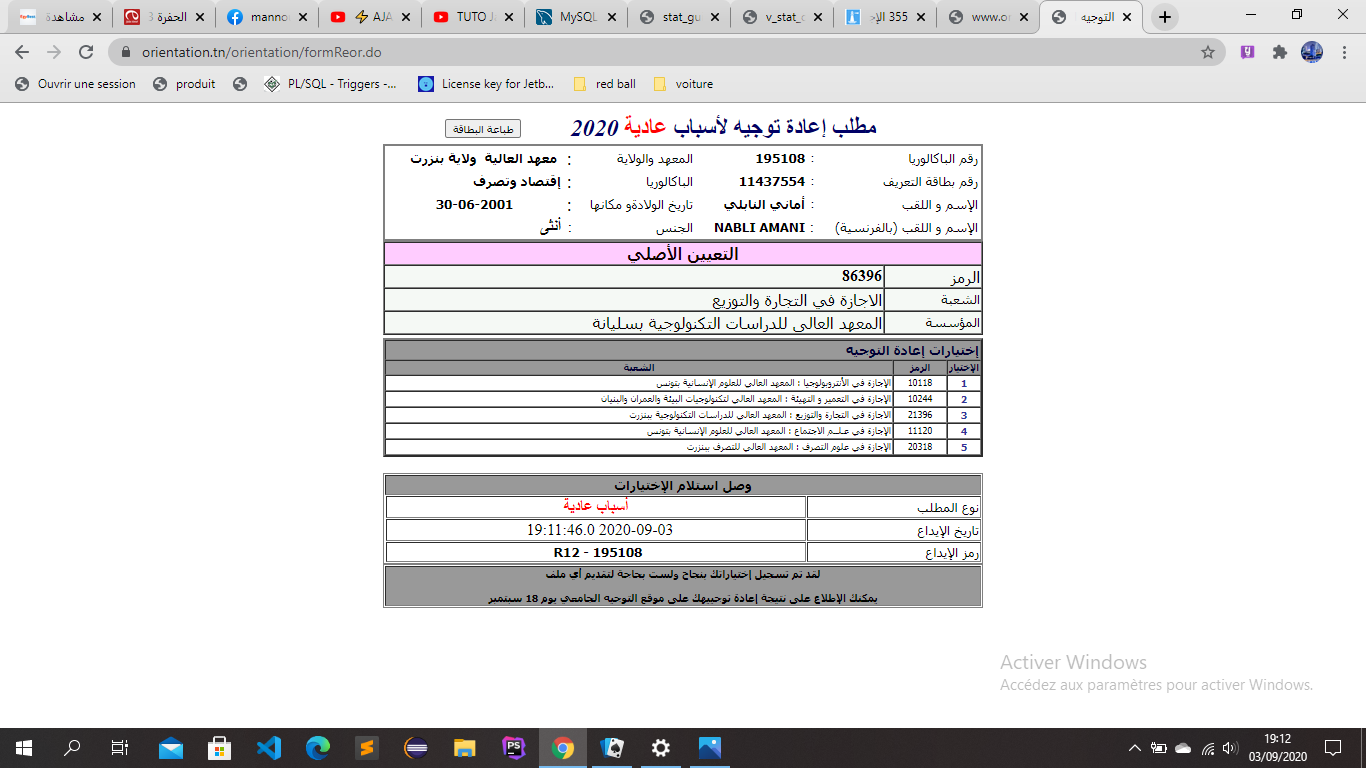 مشاهدة
الحفرة 3
manno
AJA
TUTO J
MySQL
stat_gu
v_stat_
355 الإ>
www.o
التوجيه
orientation.tn/orientation/formReor.do
Ouvrir une session
produit
PL/SQL - Triggers -...
License key for Jetb...
red ball
voiture
مطلب إعادة توجيه لأسباب عادية 2020
طباعة البطاقة
رقم الباكالوريا : 195108 المعهد والولاية : معهد العالية ولاية بنزرت
رقم بطاقة التعريف : 11437554 الباكالوريا : إقتصاد وتصرف
الإسم و اللقب : أماني النابلي تاريخ الولادةو مكانها : 30-06-2001
الإسم و اللقب (بالفرنسية) : NABLI AMANI الجنس : أنثى
التعيين الأصلي
الرمز 86396
الشعبة الاجازة في التجارة والتوزيع
المؤسسة المعهد العالي للدراسات التكنولوجية بسليانة
إختيارات إعادة التوجيه
الإختيار الرمز الشعبة
1 10118 الإجازة في الأنتروبولوجيا : المعهد العالي للعلوم الإنسانية بتونس
2 10244 الإجازة في التعمير و التهيئة : المعهد العالي لتكنولوجيات البيئة والعمران والبنيان
3 21396 الاجازة في التجارة والتوزيع : المعهد العالي للدراسات التكنولوجية ببنزرت
4 11120 الإجازة في علـم الاجتماع : المعهد العالي للعلوم الإنسانية بتونس
5 20318 الإجازة في علوم التصرف : المعهد العالي للتصرف ببنزرت
وصل استلام الإختيارات
نوع المطلب أسباب عادية
تاريخ الإيداع 2020-09-03 19:11:46.0
رمز الإيداع R12 - 195108
لقد تم تسجيل إختياراتك بنجاح ولست بحاجة لتقديم أي ملف
يمكنك الإطلاع على نتيجة إعادة توجييهك على موقع التوجيه الجامعي يوم 18 سبتمبر
Activer Windows
Accédez aux paramètres pour activer Windows.
PS
19:12
03/09/2020